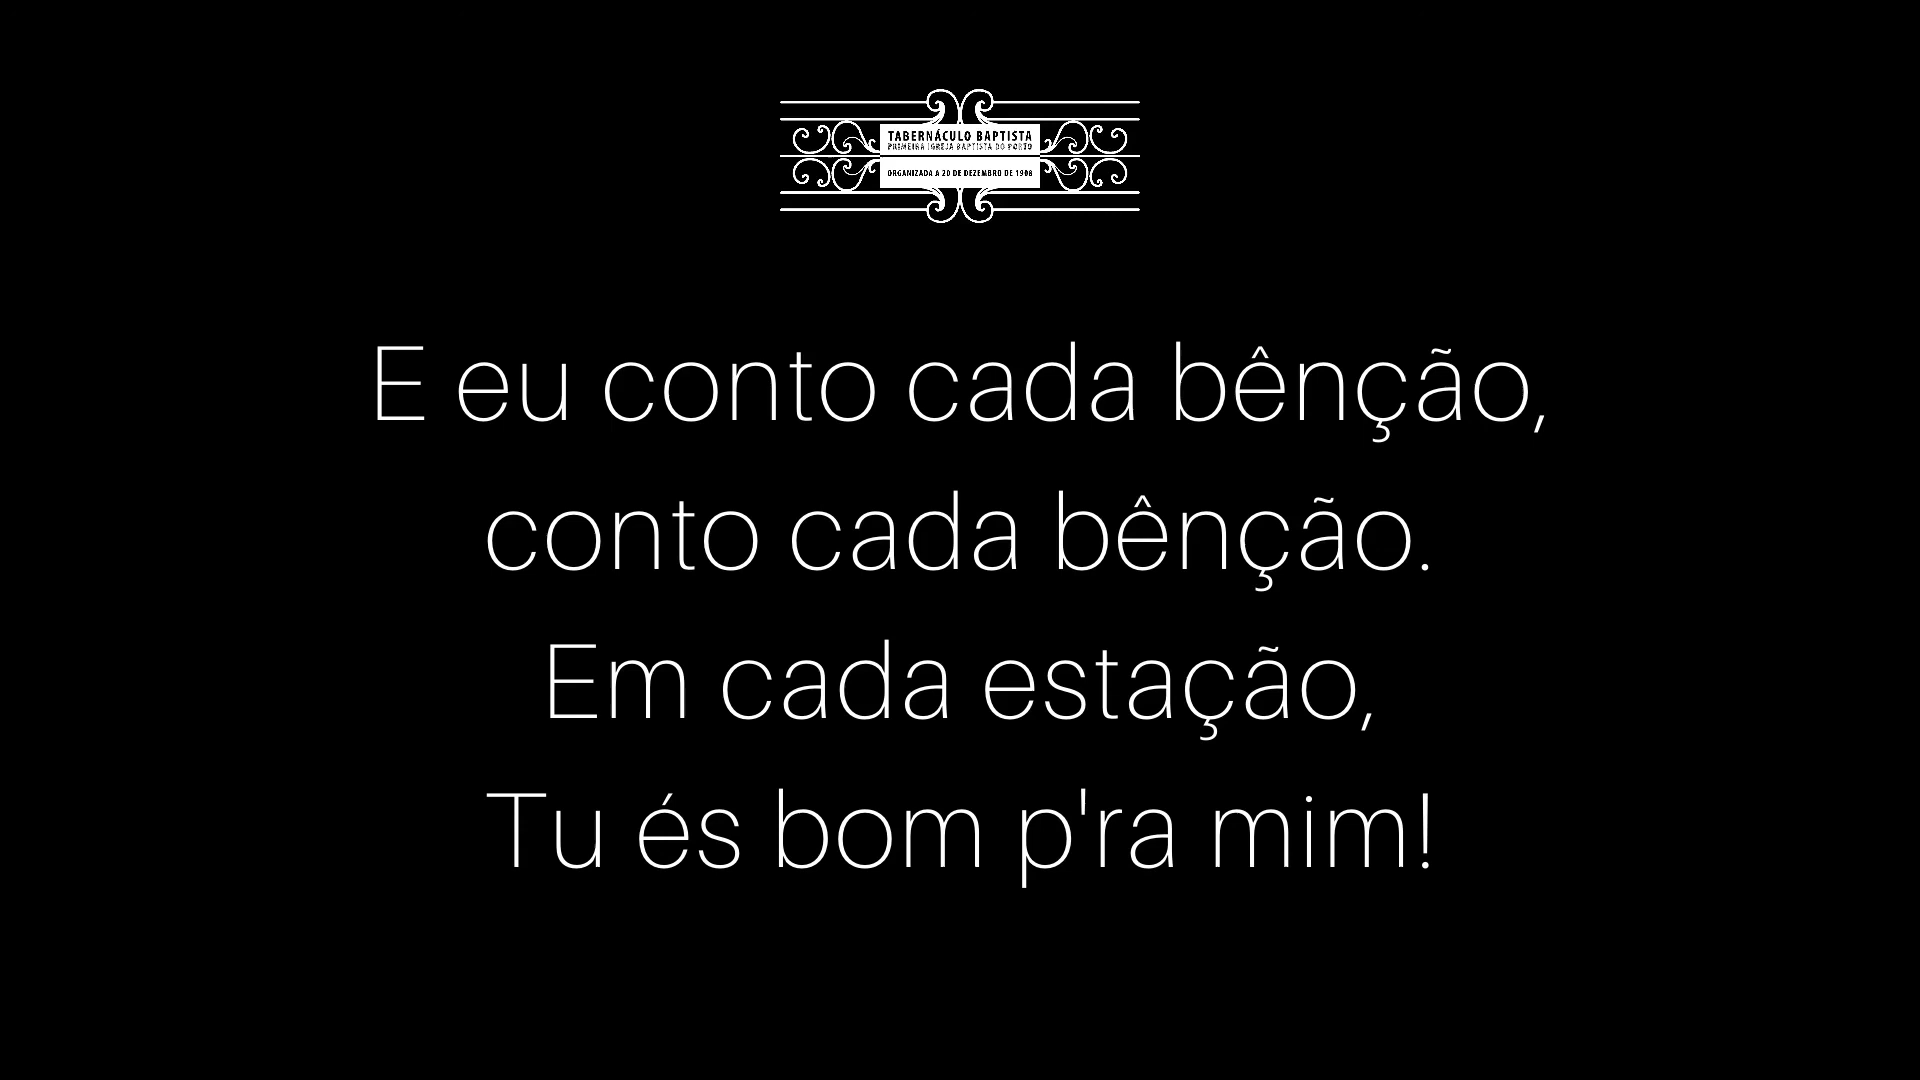 TABERNÁCULO BAPTISTA
PRIMEIRA IGREJA BAPTISTA DO PORTO
ORGANIZADA A 20 DE DEZEMBRO DE 1908
E eu conto cada bênção,
conto cada bênção.
Em cada estação,
Tu és bom p'ra mim!